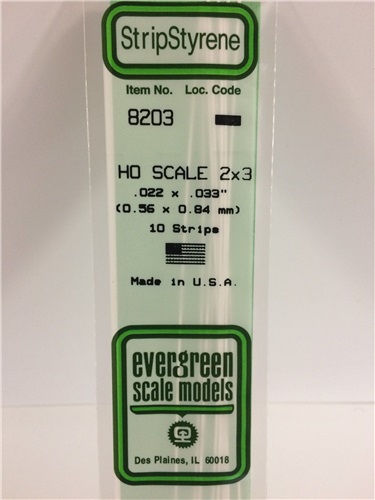 StripStyrene
Item No. Loc. Code
8203
HO SCALE 2x3
.022 x .033"
(0.56 x 0.84 mm)
10 Strips
Made in U.S.A.
evergreen
scale models
Des Plaines, IL 60018